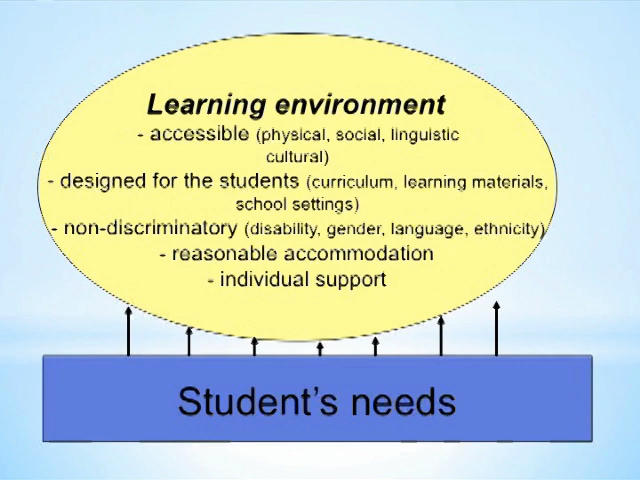 Learning environment
- accessible (physical, social, linguistic
cultural)
- designed for the students (curriculum, learning materials,
school settings)
- non-discriminatory (disability, gender, language, ethnicity)
- reasonable accommodation
- individual support
Student's needs